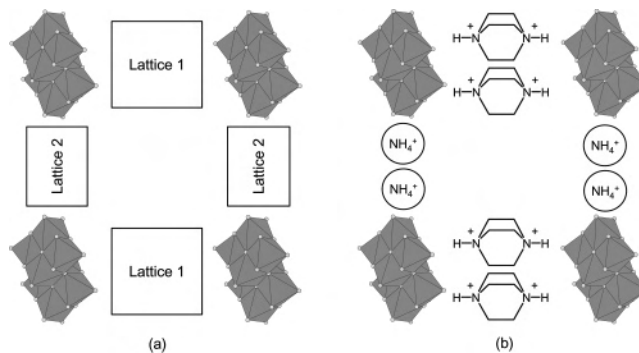 Lattice 1
Lattice 2
Lattice 2
Lattice 1
(a)
+ +
H-N N-H
+ +
H-N N-H
NH₄⁺ NH₄⁺
NH₄⁺ NH₄⁺
+ +
H-N N-H
+ +
H-N N-H
(b)